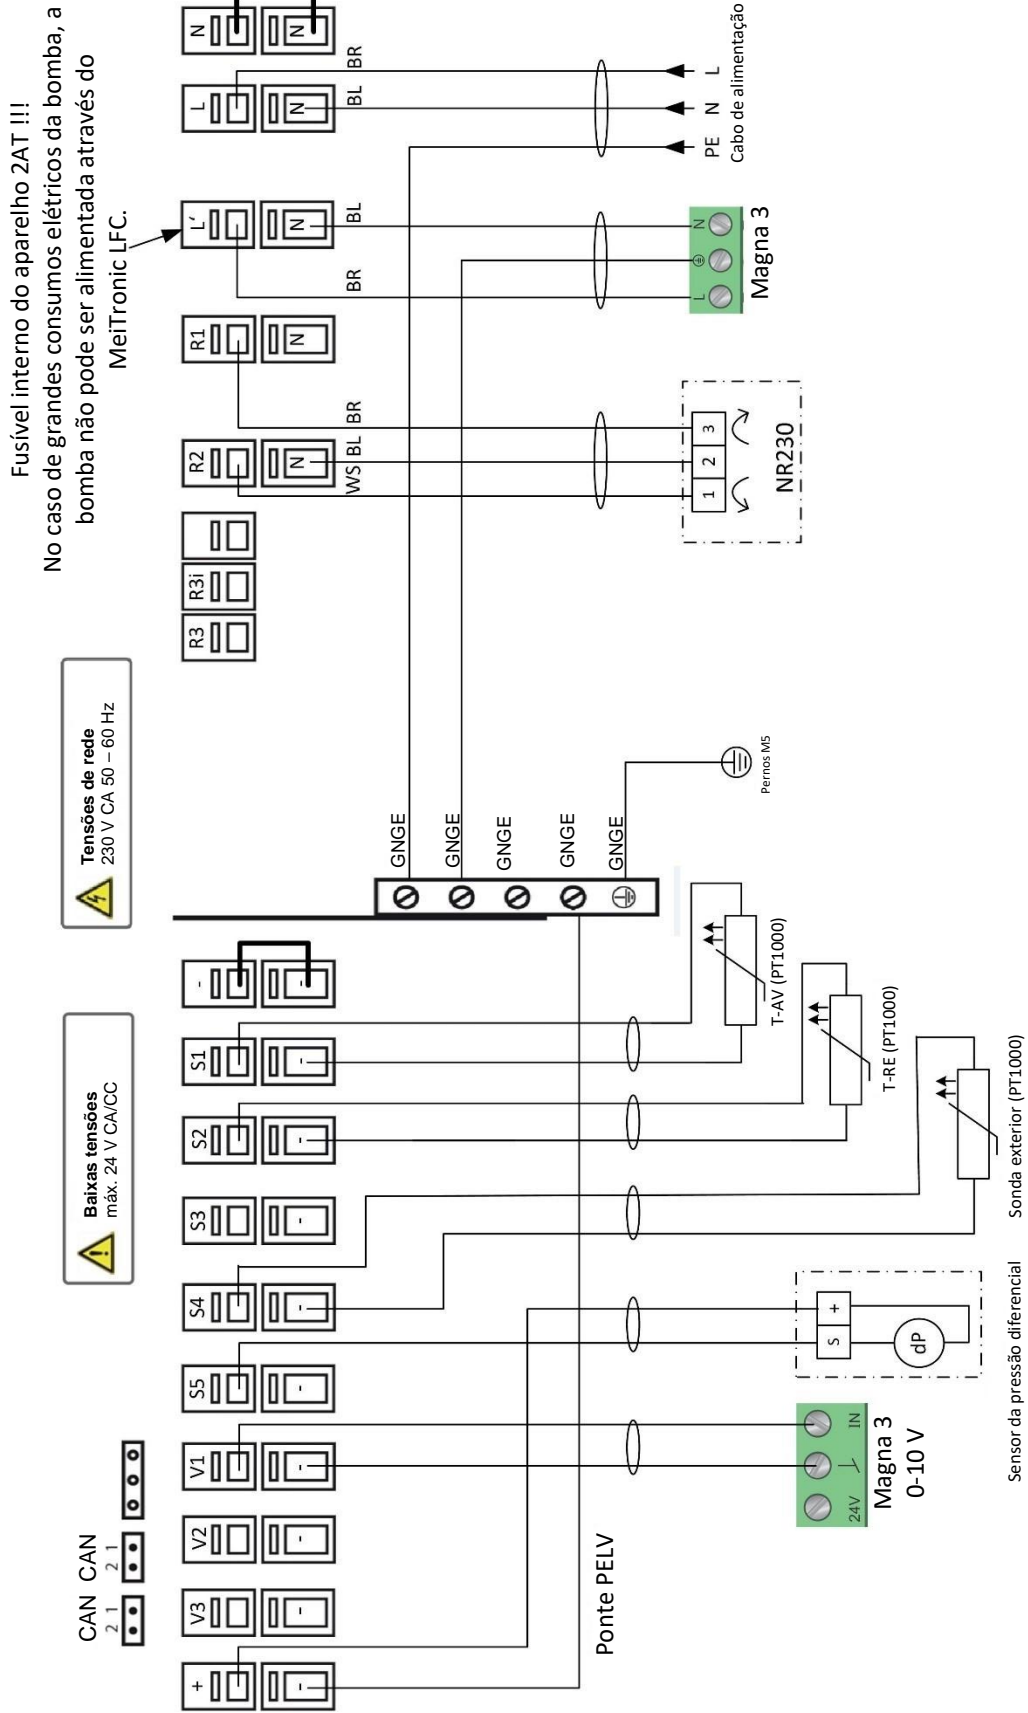 Fusível interno do aparelho 2AT !!!
No caso de grandes consumos elétricos da bomba, a
bomba não pode ser alimentada através do
MeiTronic LFC.
CAN CAN
2 1
2 1
Baixas tensões
máx. 24 V CA/CC
Tensões de rede
230 V CA 50 – 60 Hz
+ V3 V2 V1 S5 S4 S3 S2 S1 - R3 R3i R2 R1 L´ L N
- - - - - - - - - - N N N N N
GNGE
GNGE
GNGE
GNGE
GNGE
WS BL BR
BR BL
BL BR
Pernos M5
Ponte PELV
24V IN
Magna 3
0-10 V
S +
dP
Sensor da pressão diferencial
Sonda exterior (PT1000)
T-RE (PT1000)
T-AV (PT1000)
1 2 3
NR230
L N
Magna 3
PE N L
Cabo de alimentação